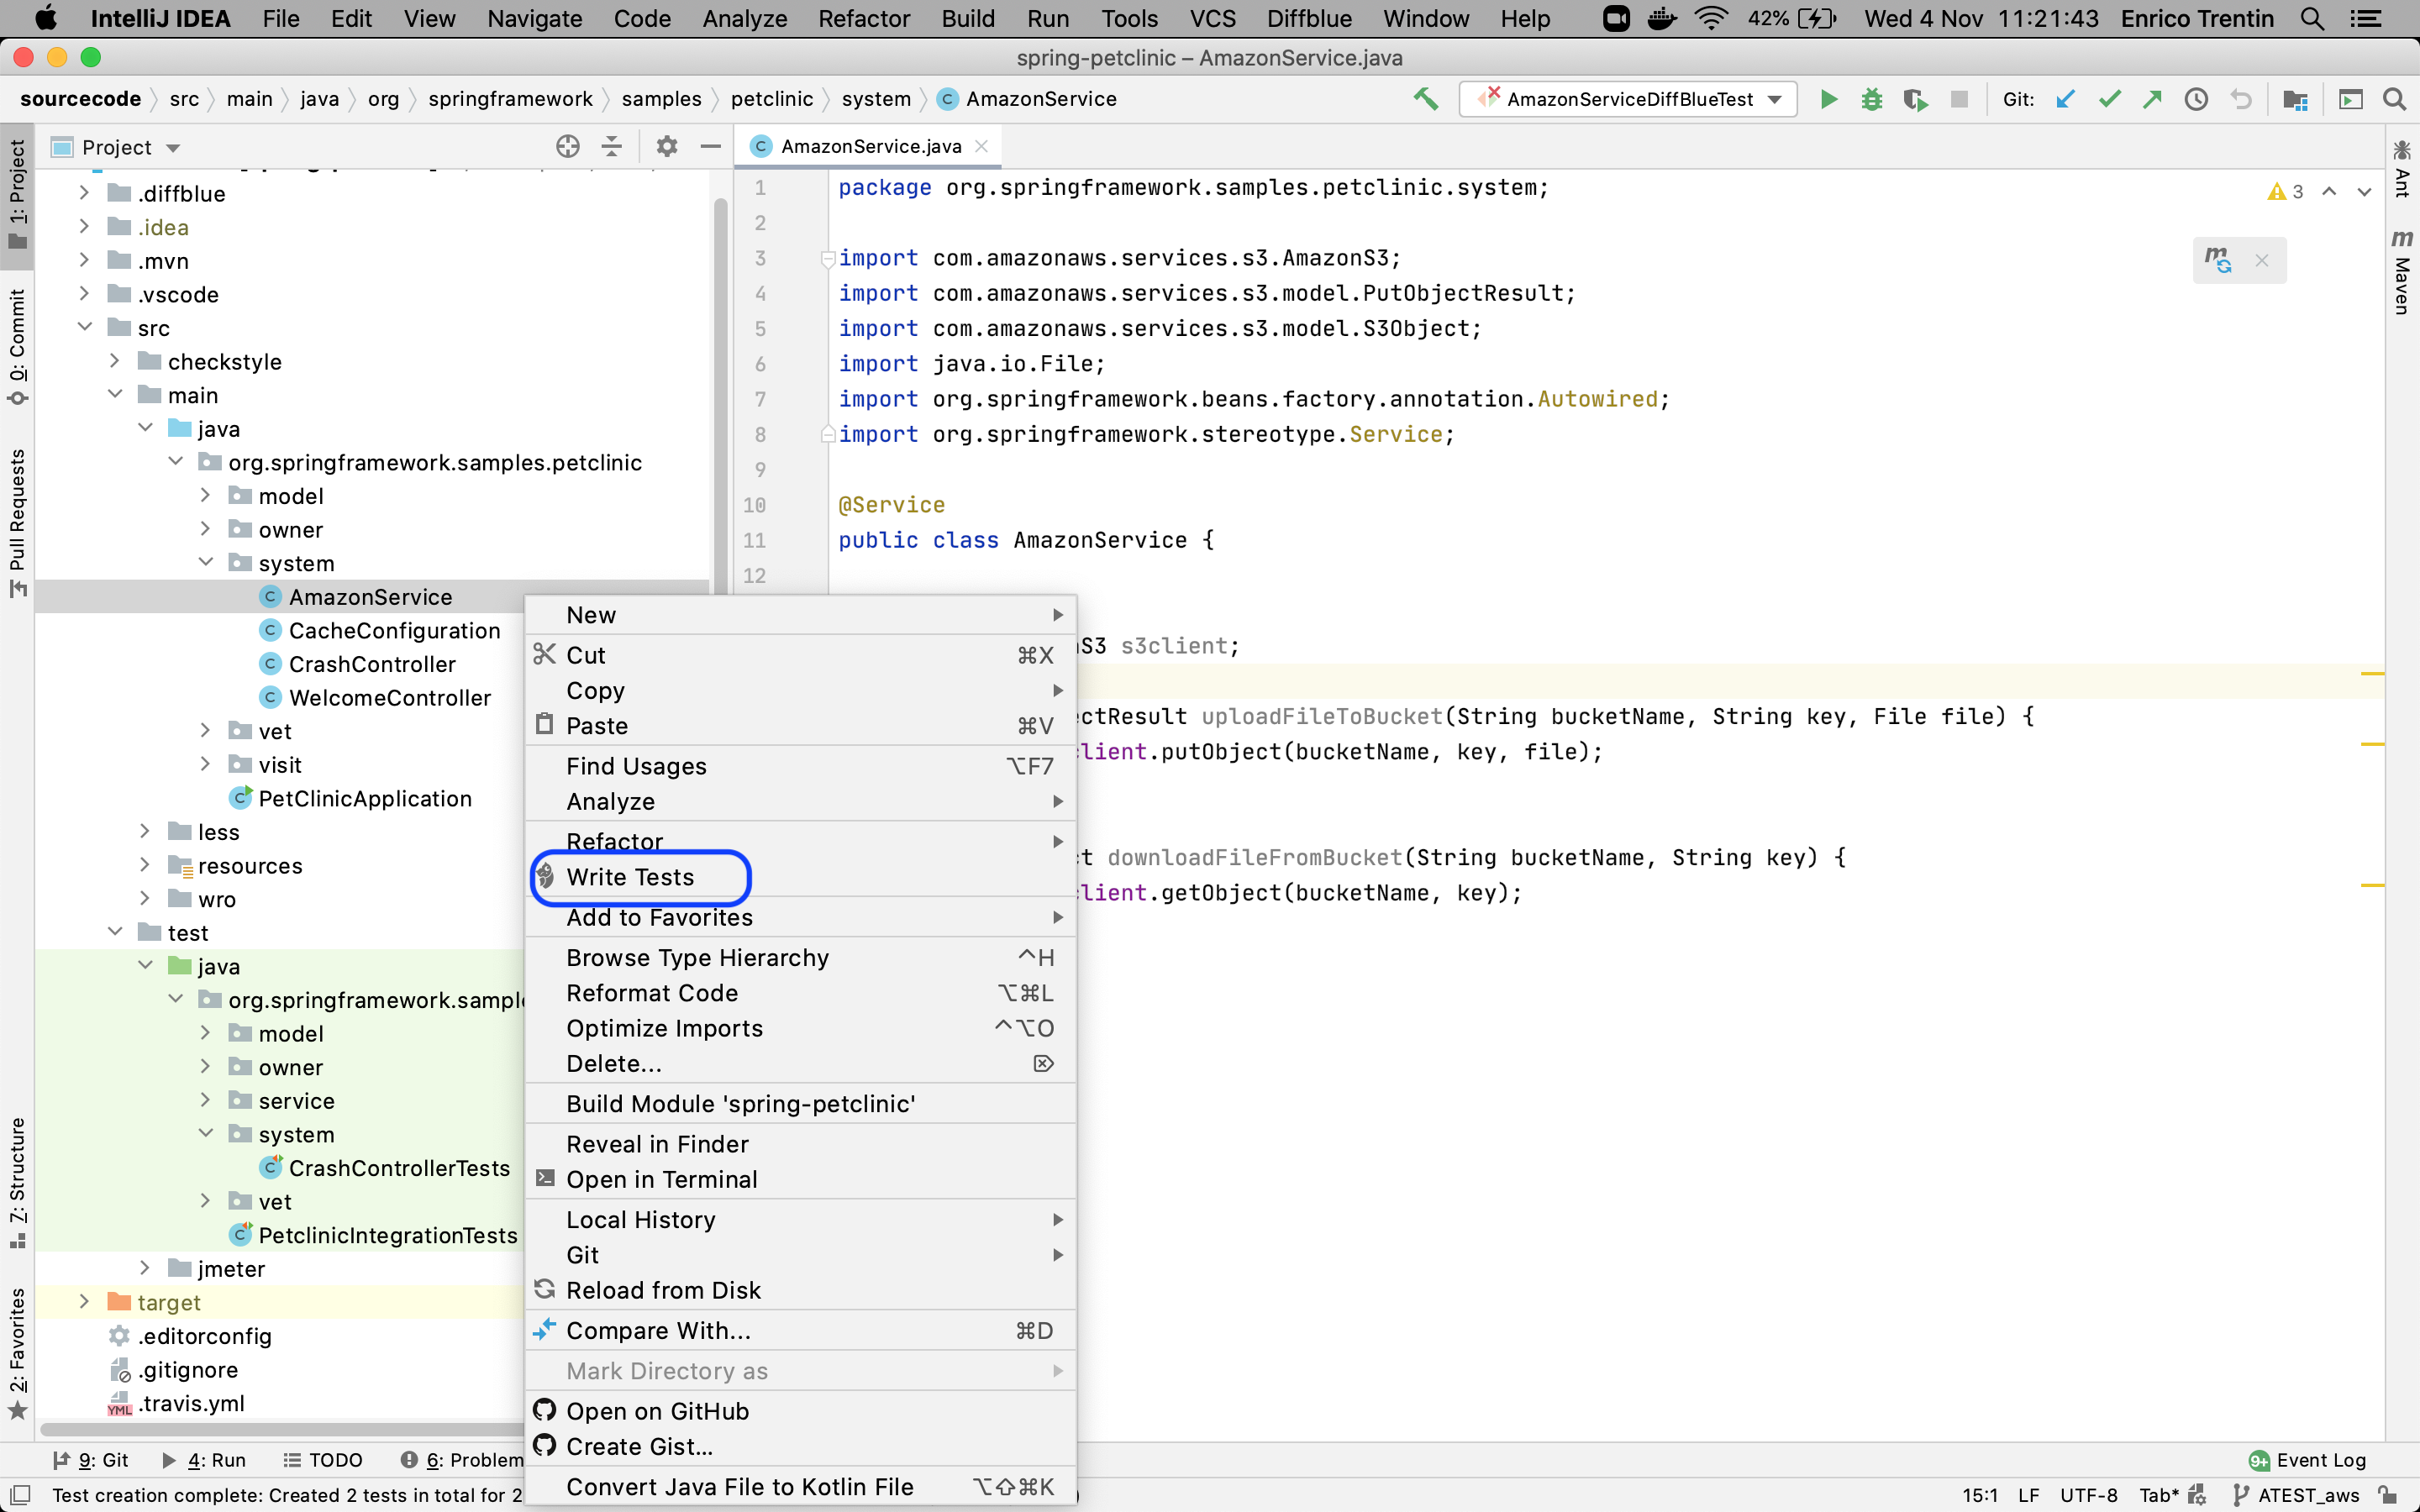 IntelliJ IDEA File Edit View Navigate Code Analyze Refactor Build Run Tools VCS Diffblue Window Help 42% Wed 4 Nov 11:21:43 Enrico Trentin
spring-petclinic – AmazonService.java
sourcecode src main java org springframework samples petclinic system AmazonService AmazonServiceDiffBlueTest Git:
Project
AmazonService.java
1: Project
0: Commit
Pull Requests
7: Structure
2: Favorites
.diffblue
.idea
.mvn
.vscode
src
checkstyle
main
java
org.springframework.samples.petclinic
model
owner
system
AmazonService
CacheConfiguration
CrashController
WelcomeController
vet
visit
PetClinicApplication
less
resources
wro
test
java
org.springframework.sampl
model
owner
service
system
CrashControllerTests
vet
PetclinicIntegrationTests
jmeter
target
.editorconfig
.gitignore
.travis.yml
New
Cut ⌘X
Copy
Paste ⌘V
Find Usages ⌥F7
Analyze
Refactor
Write Tests
Add to Favorites
Browse Type Hierarchy ^H
Reformat Code ⌥⌘L
Optimize Imports ^⌥O
Delete... ⌦
Build Module 'spring-petclinic'
Reveal in Finder
Open in Terminal
Local History
Git
Reload from Disk
Compare With... ⌘D
Mark Directory as
Open on GitHub
Create Gist...
Convert Java File to Kotlin File ⌥⇧⌘K
1 package org.springframework.samples.petclinic.system;
2
3 import com.amazonaws.services.s3.AmazonS3;
4 import com.amazonaws.services.s3.model.PutObjectResult;
5 import com.amazonaws.services.s3.model.S3Object;
6 import java.io.File;
7 import org.springframework.beans.factory.annotation.Autowired;
8 import org.springframework.stereotype.Service;
9
10 @Service
11 public class AmazonService {
12
S3 s3client;
ectResult uploadFileToBucket(String bucketName, String key, File file) {
client.putObject(bucketName, key, file);
t downloadFileFromBucket(String bucketName, String key) {
client.getObject(bucketName, key);
3
Ant
m
Maven
9: Git 4: Run TODO 6: Problem 9+ Event Log
Test creation complete: Created 2 tests in total for 2 ) 15:1 LF UTF-8 Tab* ATEST_aws